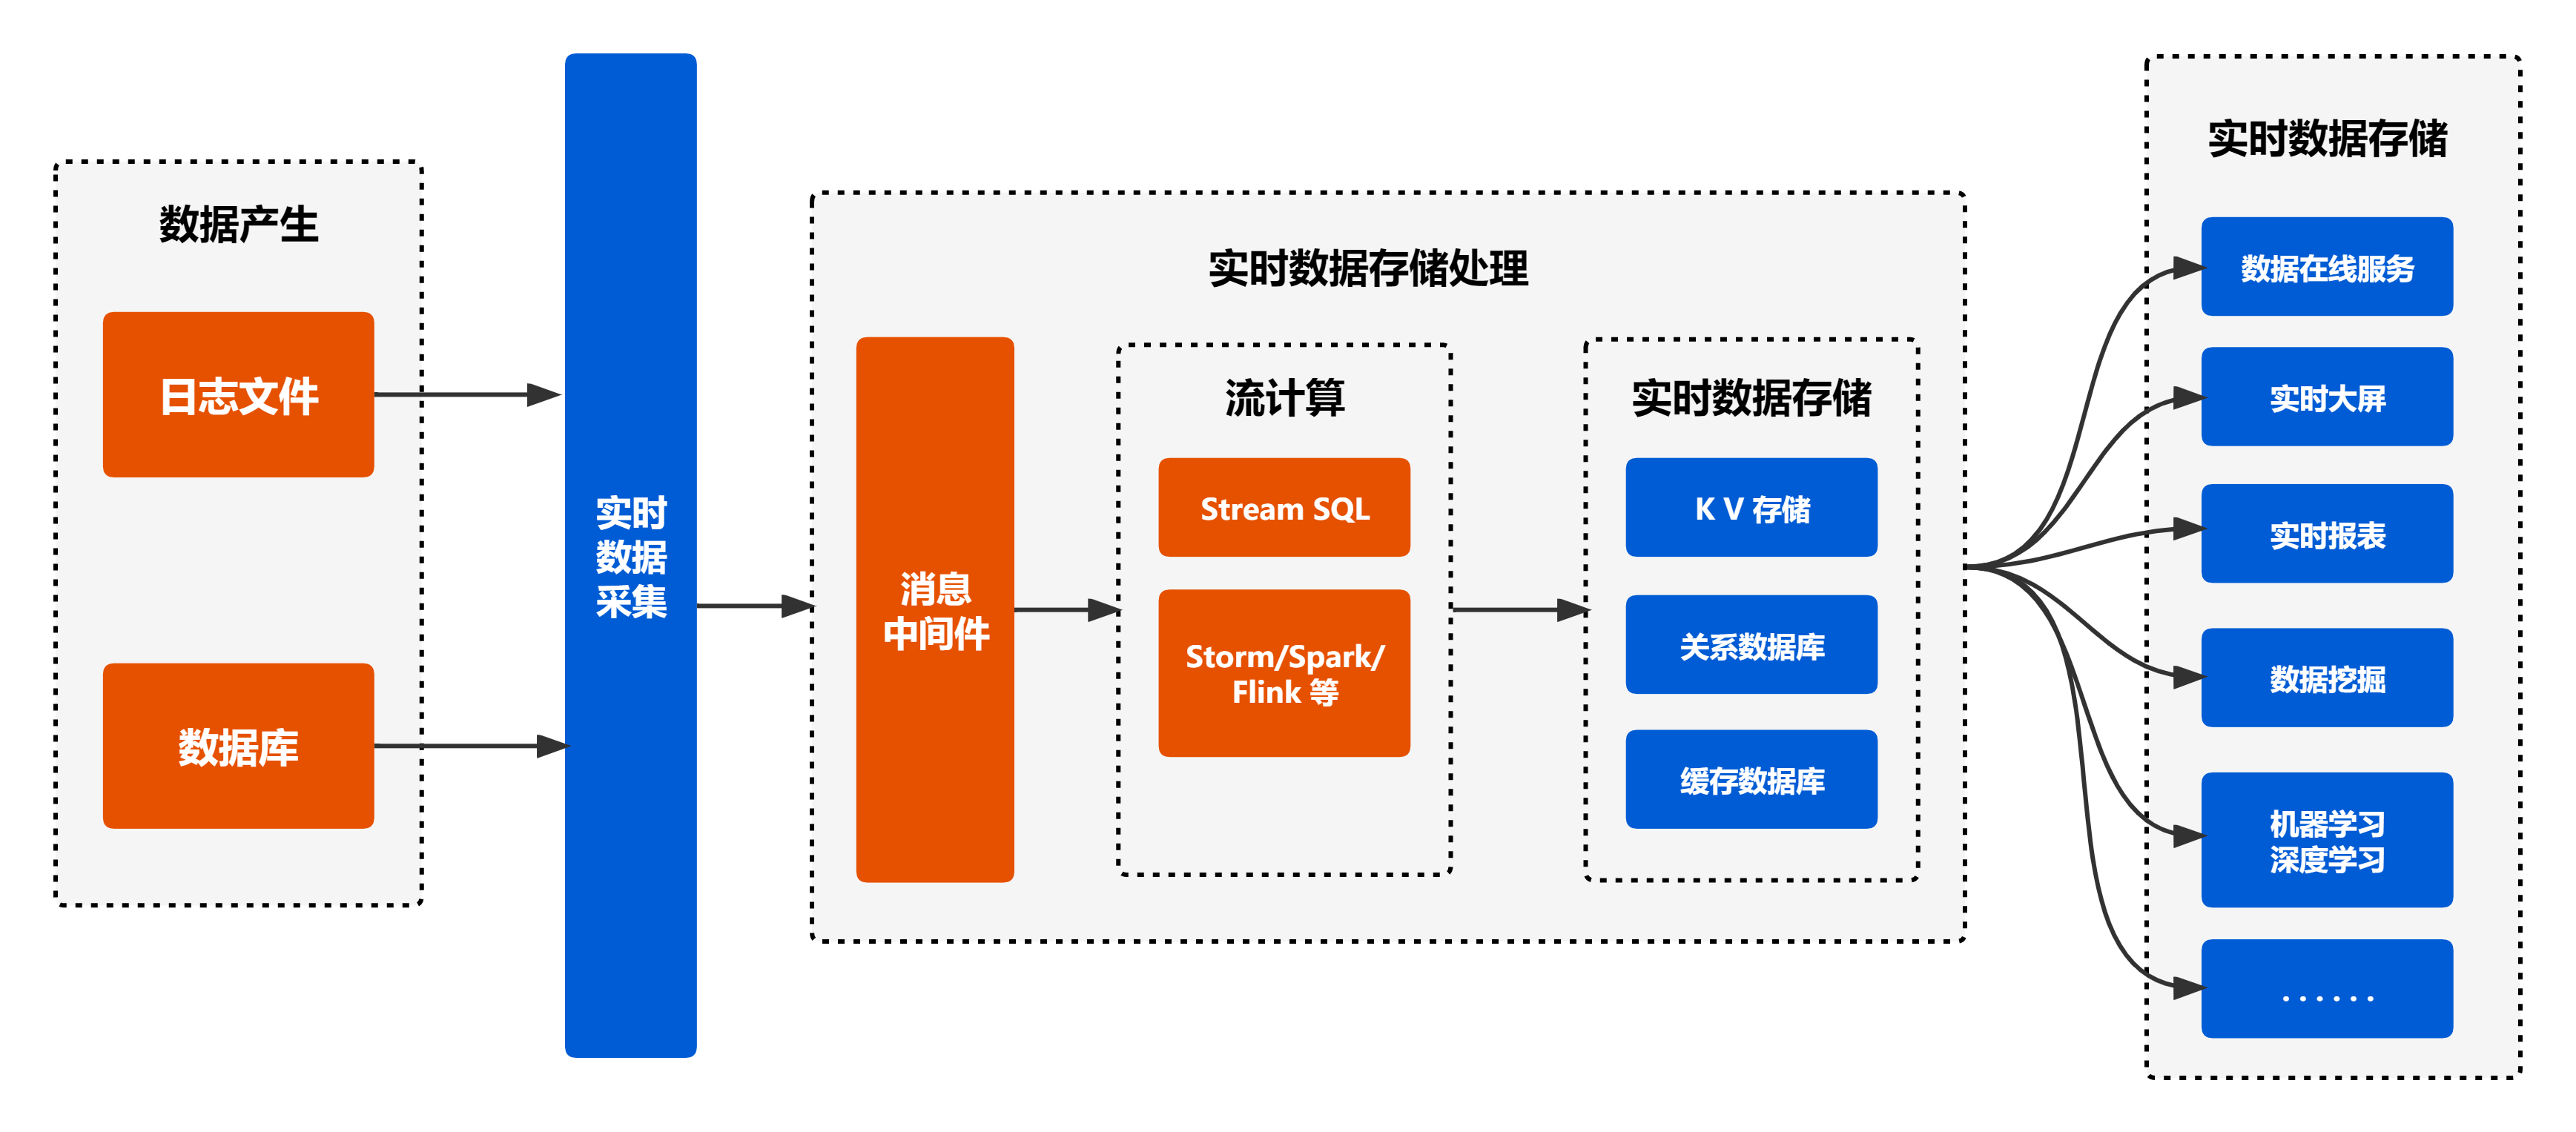 数据产生
日志文件
数据库
实时
数据
采集
实时数据存储处理
消息
中间件
流计算
Stream SQL
Storm/Spark/
Flink 等
实时数据存储
K V 存储
关系数据库
缓存数据库
实时数据存储
数据在线服务
实时大屏
实时报表
数据挖掘
机器学习
深度学习
......